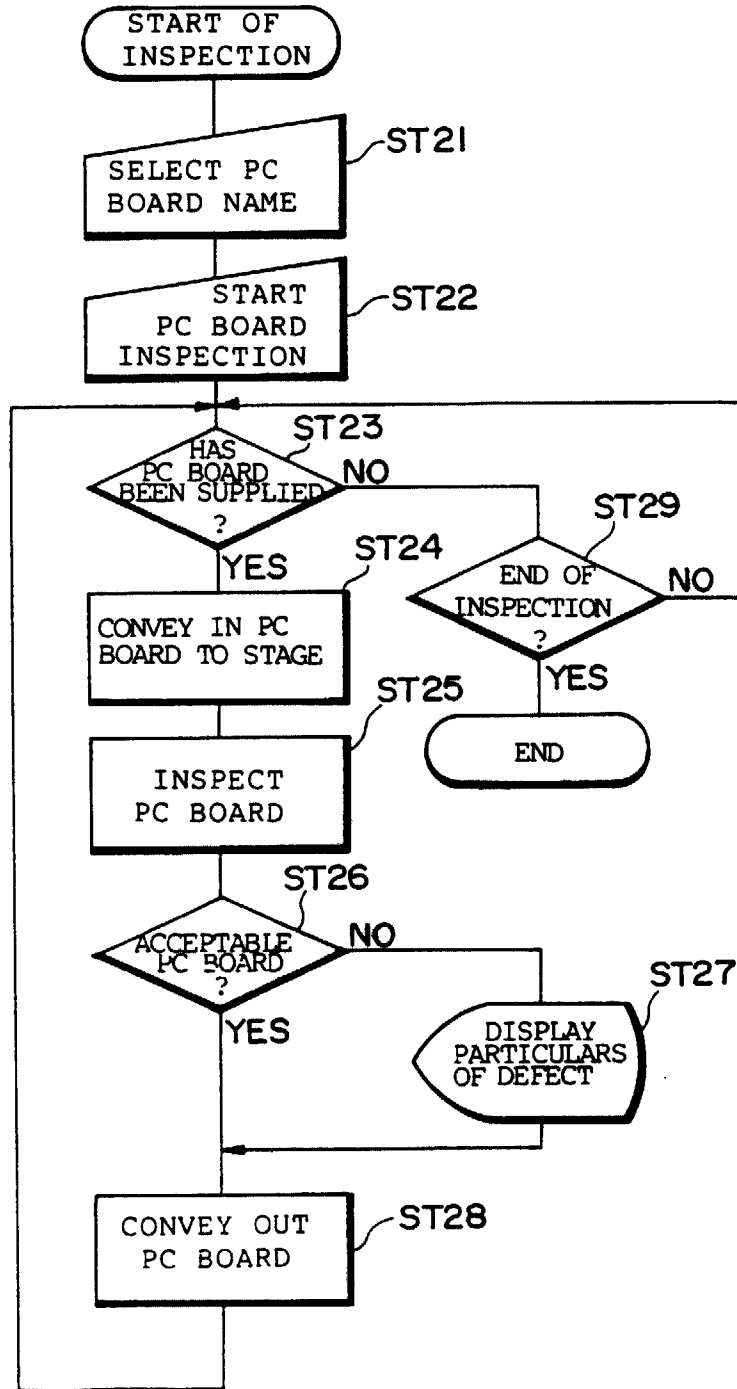 START OF
INSPECTION
ST21
SELECT PC
BOARD NAME
ST22
START
PC BOARD
INSPECTION
ST23
HAS
PC BOARD
BEEN SUPPLIED
?
NO
YES
ST29
END OF
INSPECTION
?
NO
YES
END
ST24
CONVEY IN PC
BOARD TO STAGE
ST25
INSPECT
PC BOARD
ST26
ACCEPTABLE
PC BOARD
?
NO
YES
ST27
DISPLAY
PARTICULARS
OF DEFECT
ST28
CONVEY OUT
PC BOARD